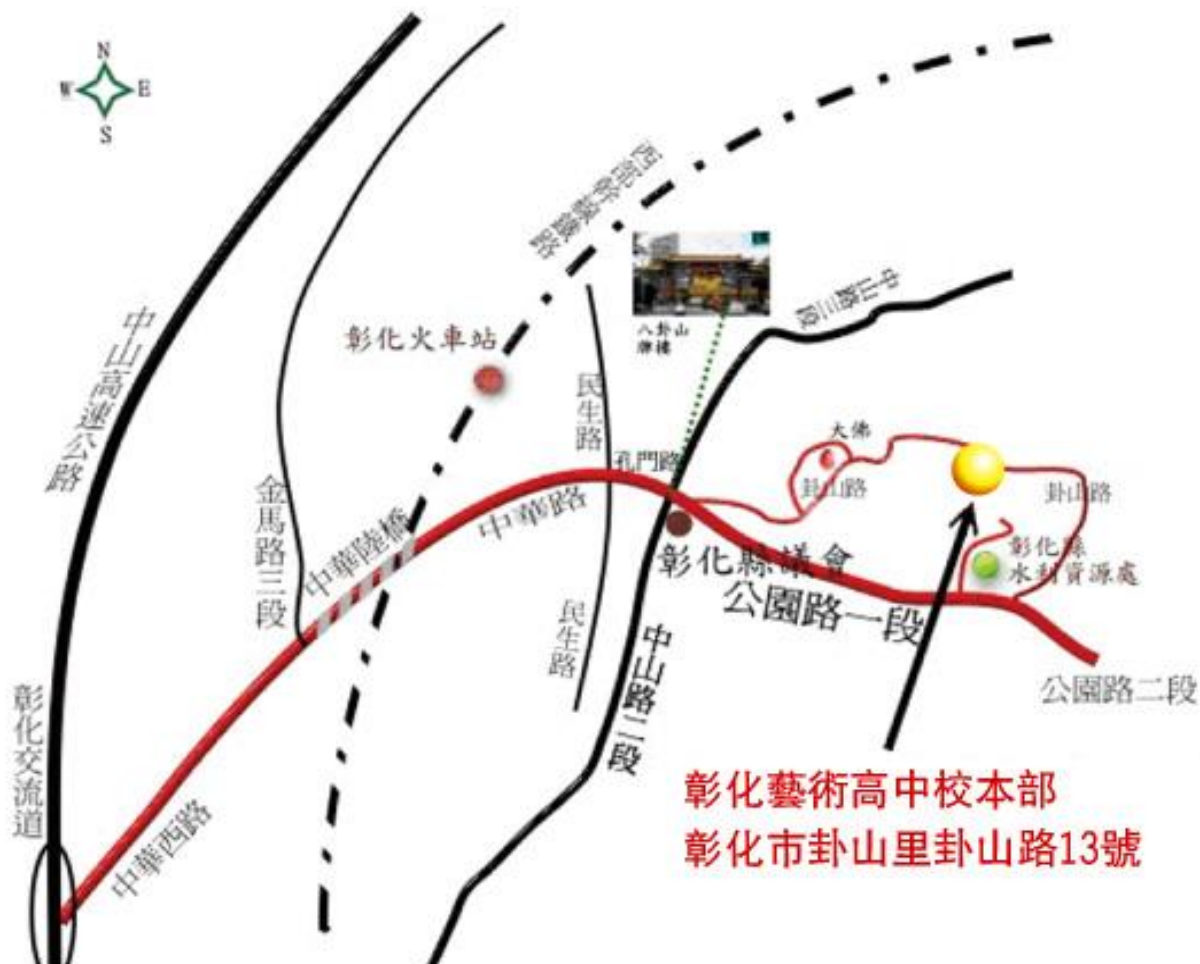 N
W E
S
西部幹線鐵路
中山路三段
八卦山
牌樓
彰化火車站
中山高速公路
民生路
大佛
孔門路
卦山路
卦山路
金馬路三段
中華陸橋
中華路
彰化縣議會
彰化縣
水利資源處
公園路一段
民生路
中山路二段
公園路二段
彰化交流道
中華西路
彰化藝術高中校本部
彰化市卦山里卦山路13號